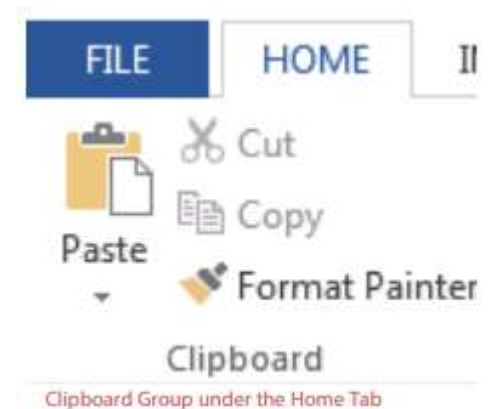 FILE HOME
Cut
Copy
Paste
Format Painter
Clipboard
Clipboard Group under the Home Tab